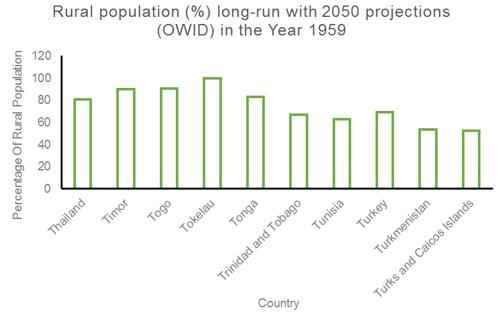 Rural population (%) long-run with 2050 projections
(OWID) in the Year 1959
Percentage Of Rural Population
120
100
80
60
40
20
0
Thailand
Timor
Togo
Tokelau
Tonga
Trinidad and Tobago
Tunisia
Turkey
Turkmenistan
Turks and Caicos Islands
Country